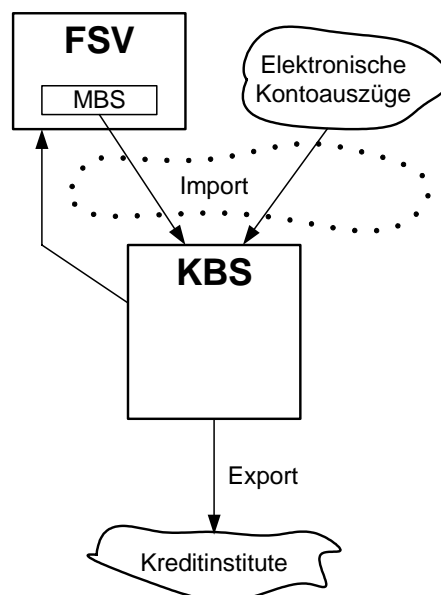 FSV
MBS
Elektronische
Kontoauszüge
Import
KBS
Export
Kreditinstitute